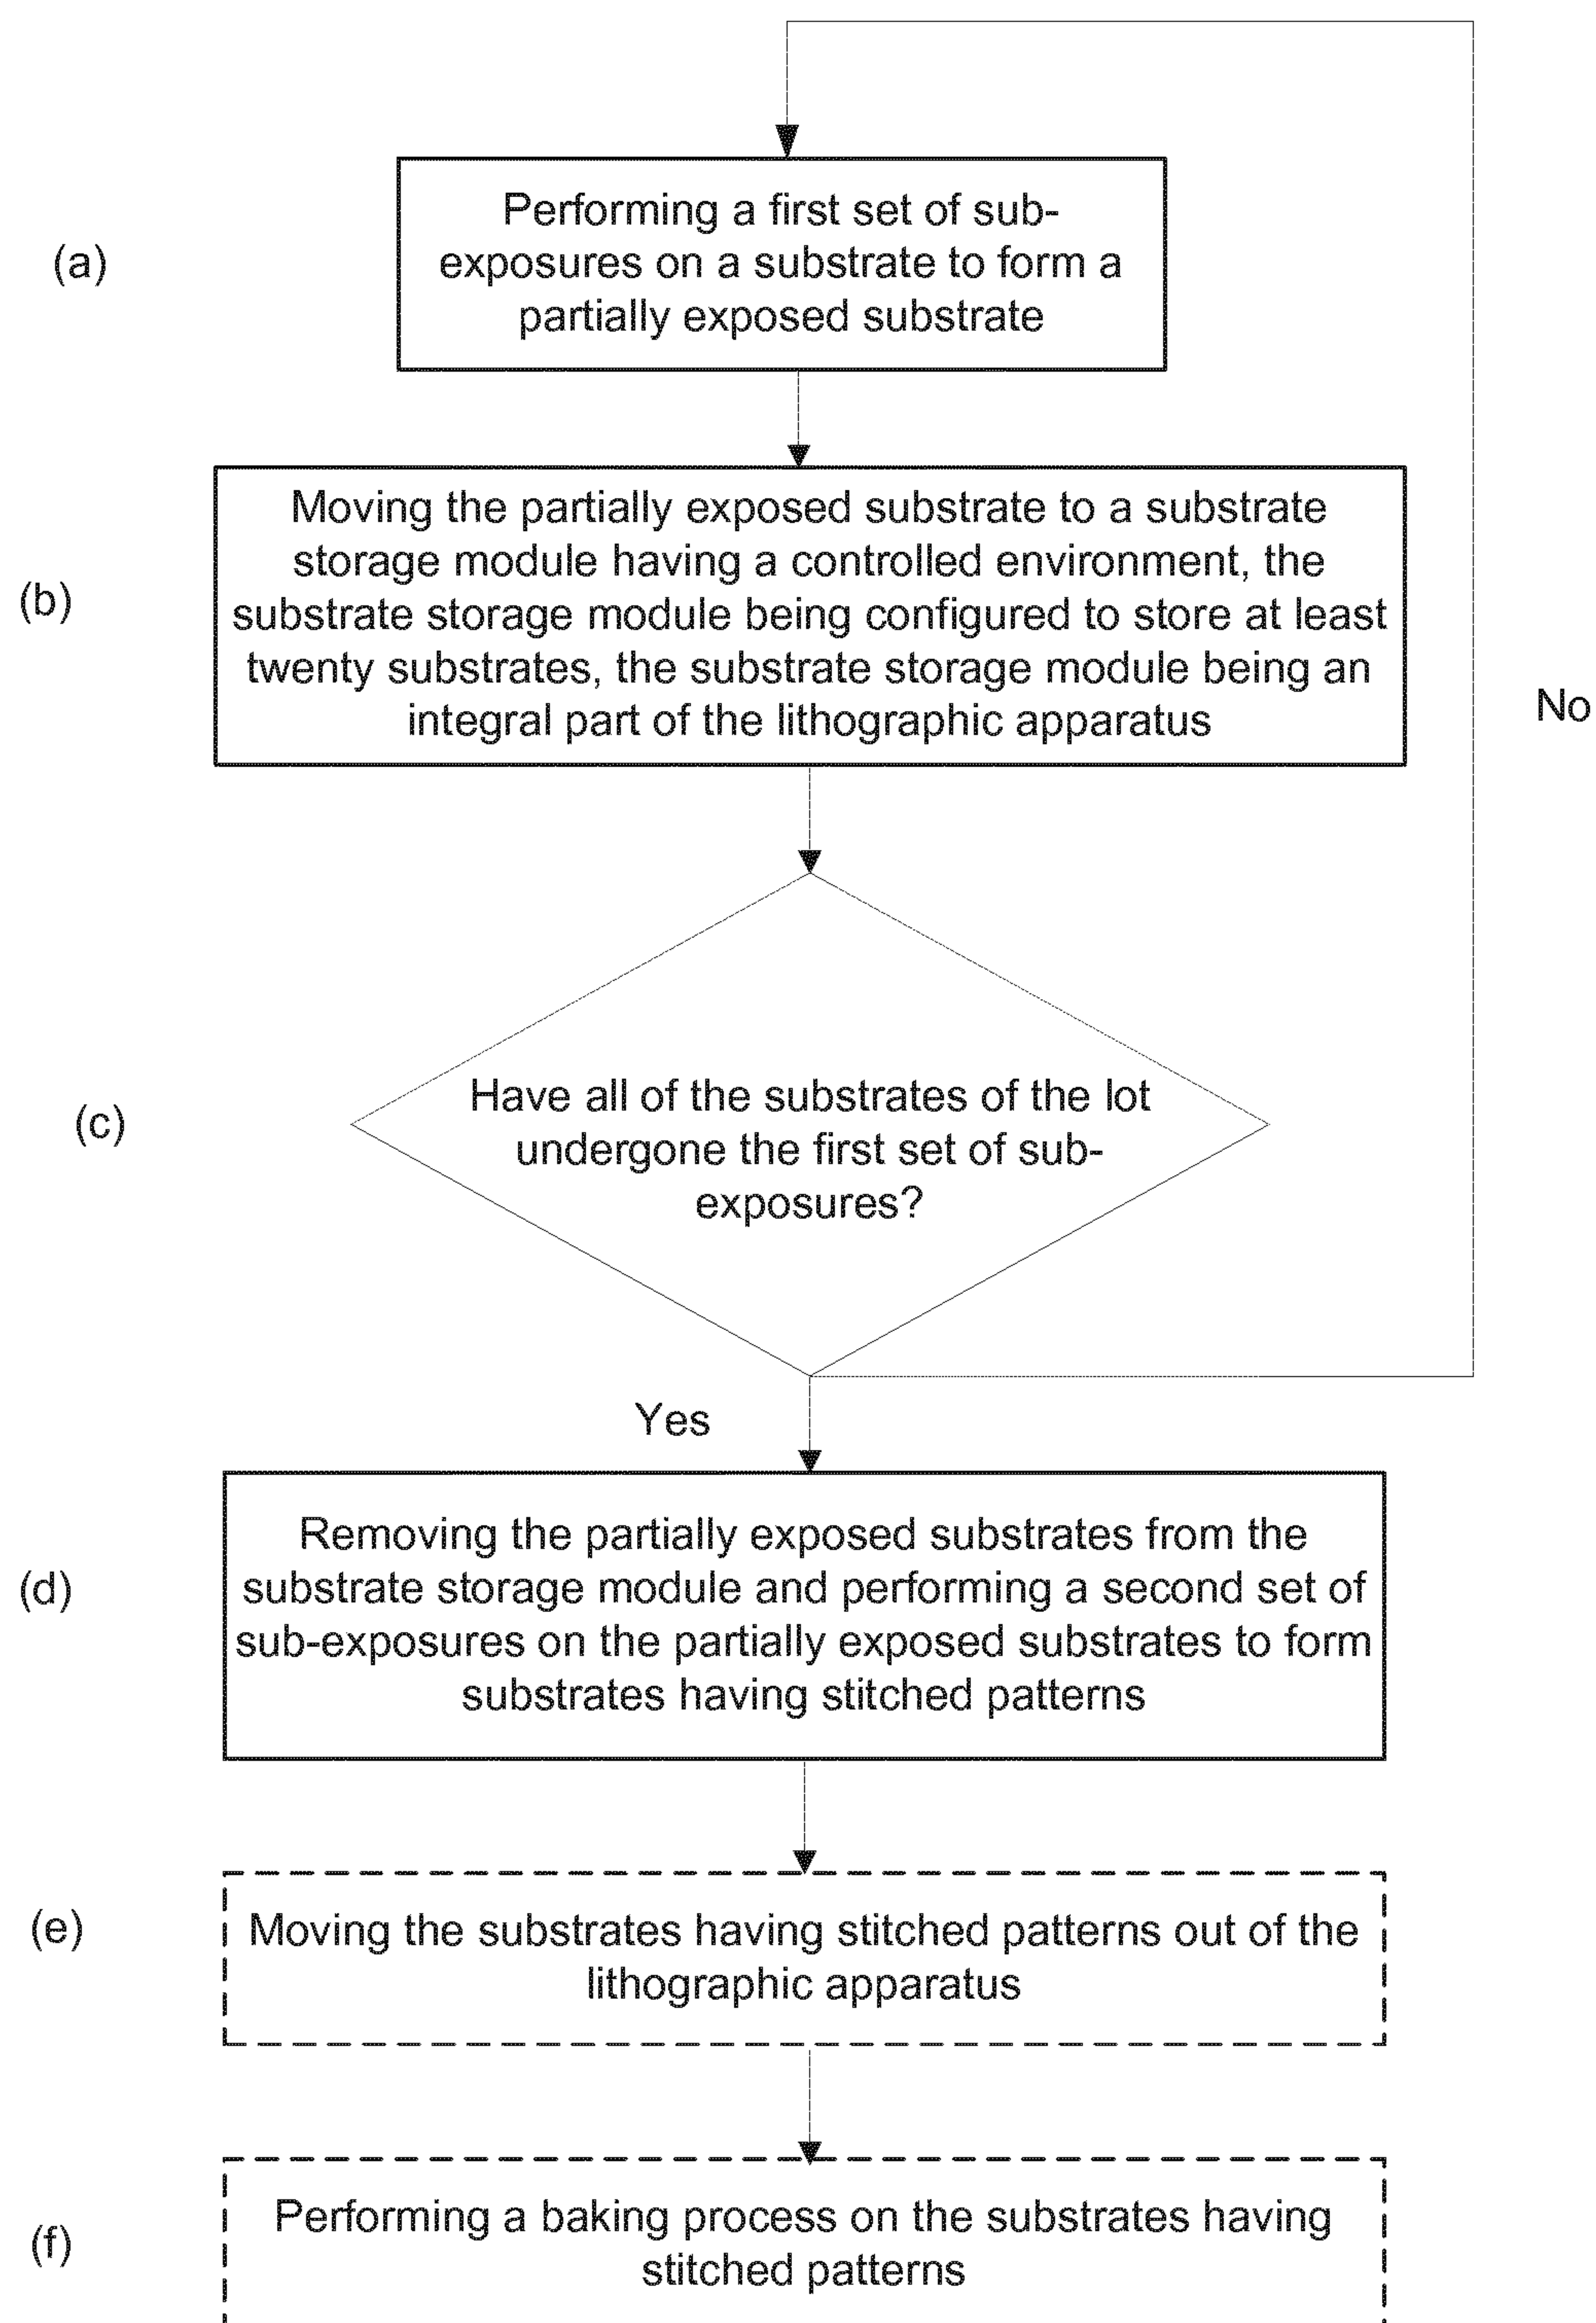 (a)
Performing a first set of sub-
exposures on a substrate to form a
partially exposed substrate
(b)
Moving the partially exposed substrate to a substrate
storage module having a controlled environment, the
substrate storage module being configured to store at least
twenty substrates, the substrate storage module being an
integral part of the lithographic apparatus
No
(c)
Have all of the substrates of the lot
undergone the first set of sub-
exposures?
Yes
(d)
Removing the partially exposed substrates from the
substrate storage module and performing a second set of
sub-exposures on the partially exposed substrates to form
substrates having stitched patterns
(e)
Moving the substrates having stitched patterns out of the
lithographic apparatus
(f)
Performing a baking process on the substrates having
stitched patterns